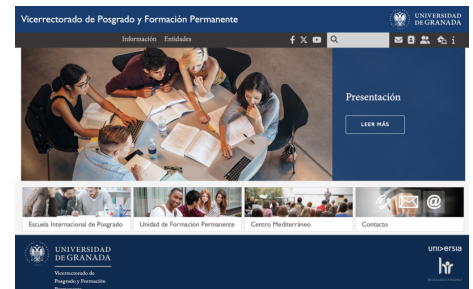 Vicerrectorado de Posgrado y Formación Permanente
UNIVERSIDAD
DE GRANADA
Información Entidades
Presentación
LEER MÁS
Escuela Internacional de Posgrado
Unidad de Formación Permanente
Centro Mediterráneo
Contacto
UNIVERSIDAD
DE GRANADA
Vicerrectorado de
Posgrado y Formación
Permanente
universia
hr